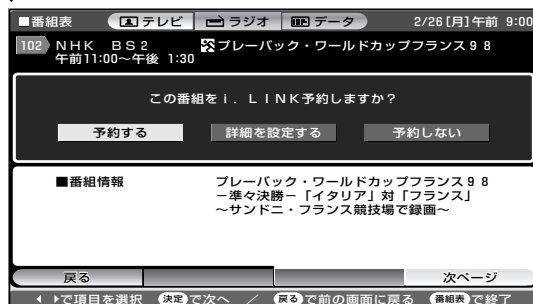 ■番組表 テレビ ラジオ データ 2/26[月]午前 9:00
102 NHK BS2 プレーバック・ワールドカップフランス98
午前11:00~午後 1:30
この番組をi.LINK予約しますか?
予約する 詳細を設定する 予約しない
■番組情報 プレーバック・ワールドカップフランス98
-準々決勝-「イタリア」対「フランス」
~サンドニ・フランス競技場で録画~
戻る 次ページ
で項目を選択 決定で次へ / 戻るで前の画面に戻る 番組表で終了